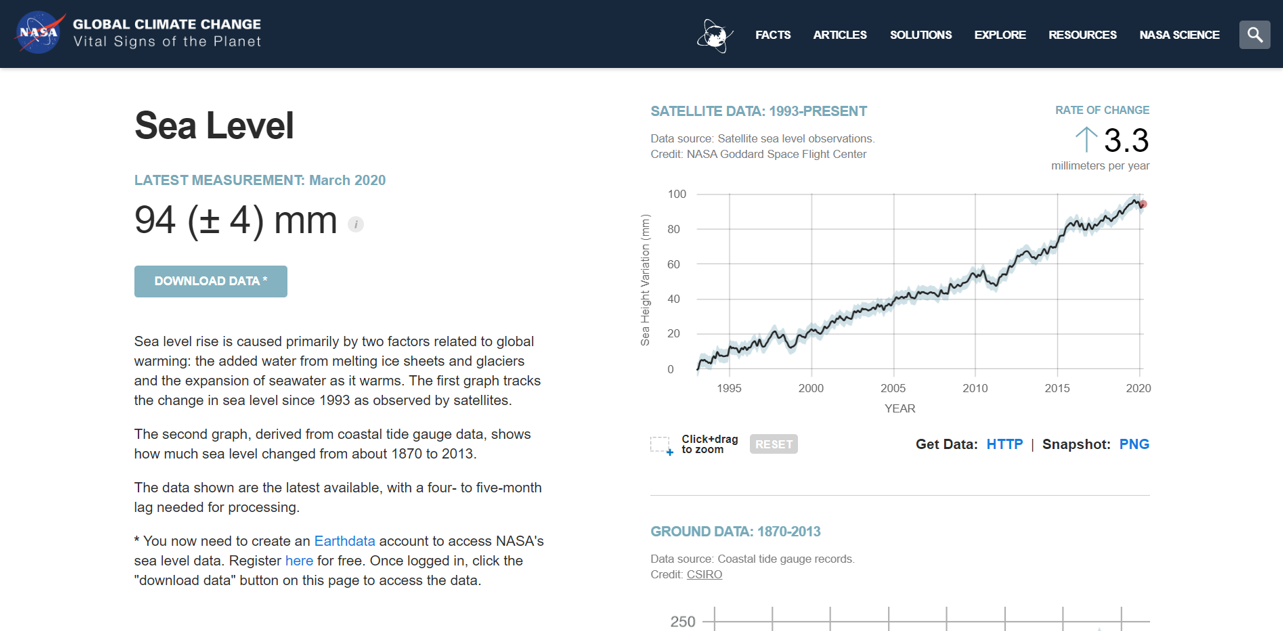 NASA
GLOBAL CLIMATE CHANGE
Vital Signs of the Planet
FACTS
ARTICLES
SOLUTIONS
EXPLORE
RESOURCES
NASA SCIENCE
Sea Level
LATEST MEASUREMENT: March 2020
94 (± 4) mm i
DOWNLOAD DATA *
Sea level rise is caused primarily by two factors related to global
warming: the added water from melting ice sheets and glaciers
and the expansion of seawater as it warms. The first graph tracks
the change in sea level since 1993 as observed by satellites.
The second graph, derived from coastal tide gauge data, shows
how much sea level changed from about 1870 to 2013.
The data shown are the latest available, with a four- to five-month
lag needed for processing.
* You now need to create an Earthdata account to access NASA's
sea level data. Register here for free. Once logged in, click the
"download data" button on this page to access the data.
SATELLITE DATA: 1993-PRESENT
Data source: Satellite sea level observations.
Credit: NASA Goddard Space Flight Center
RATE OF CHANGE
3.3
millimeters per year
Sea Height Variation (mm)
100
80
60
40
20
0
1995
2000
2005
2010
2015
2020
YEAR
Click+drag
to zoom
RESET
Get Data: HTTP | Snapshot: PNG
GROUND DATA: 1870-2013
Data source: Coastal tide gauge records.
Credit: CSIRO
250